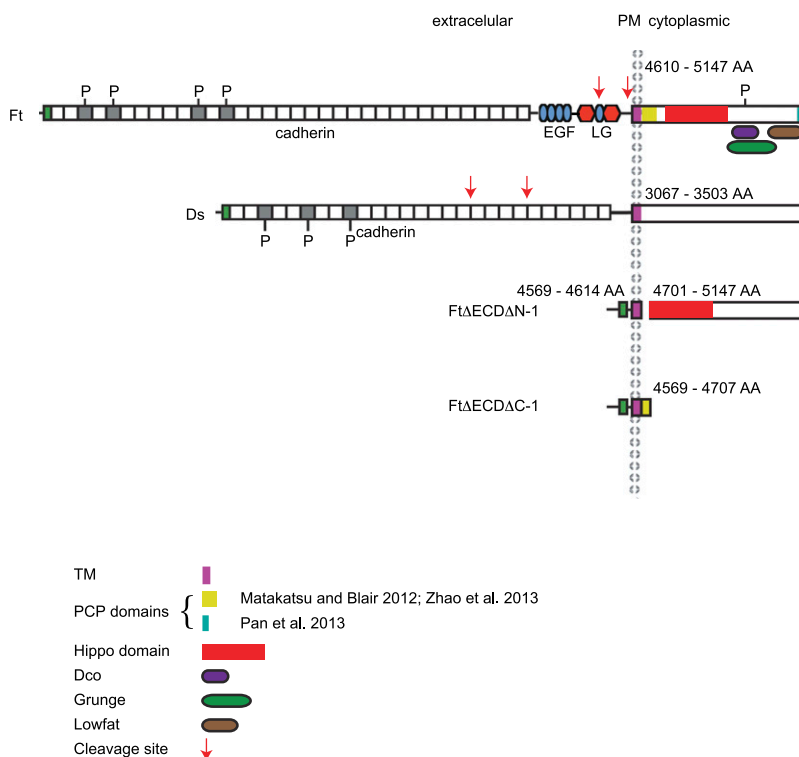 extracelular PM cytoplasmic
4610 - 5147 AA
P P P P P
Ft
cadherin EGF LG
3067 - 3503 AA
Ds
cadherin
P P P
4569 - 4614 AA 4701 - 5147 AA
FtΔECDΔN-1
4569 - 4707 AA
FtΔECDΔC-1
TM
PCP domains { Matakatsu and Blair 2012; Zhao et al. 2013
Pan et al. 2013
Hippo domain
Dco
Grunge
Lowfat
Cleavage site